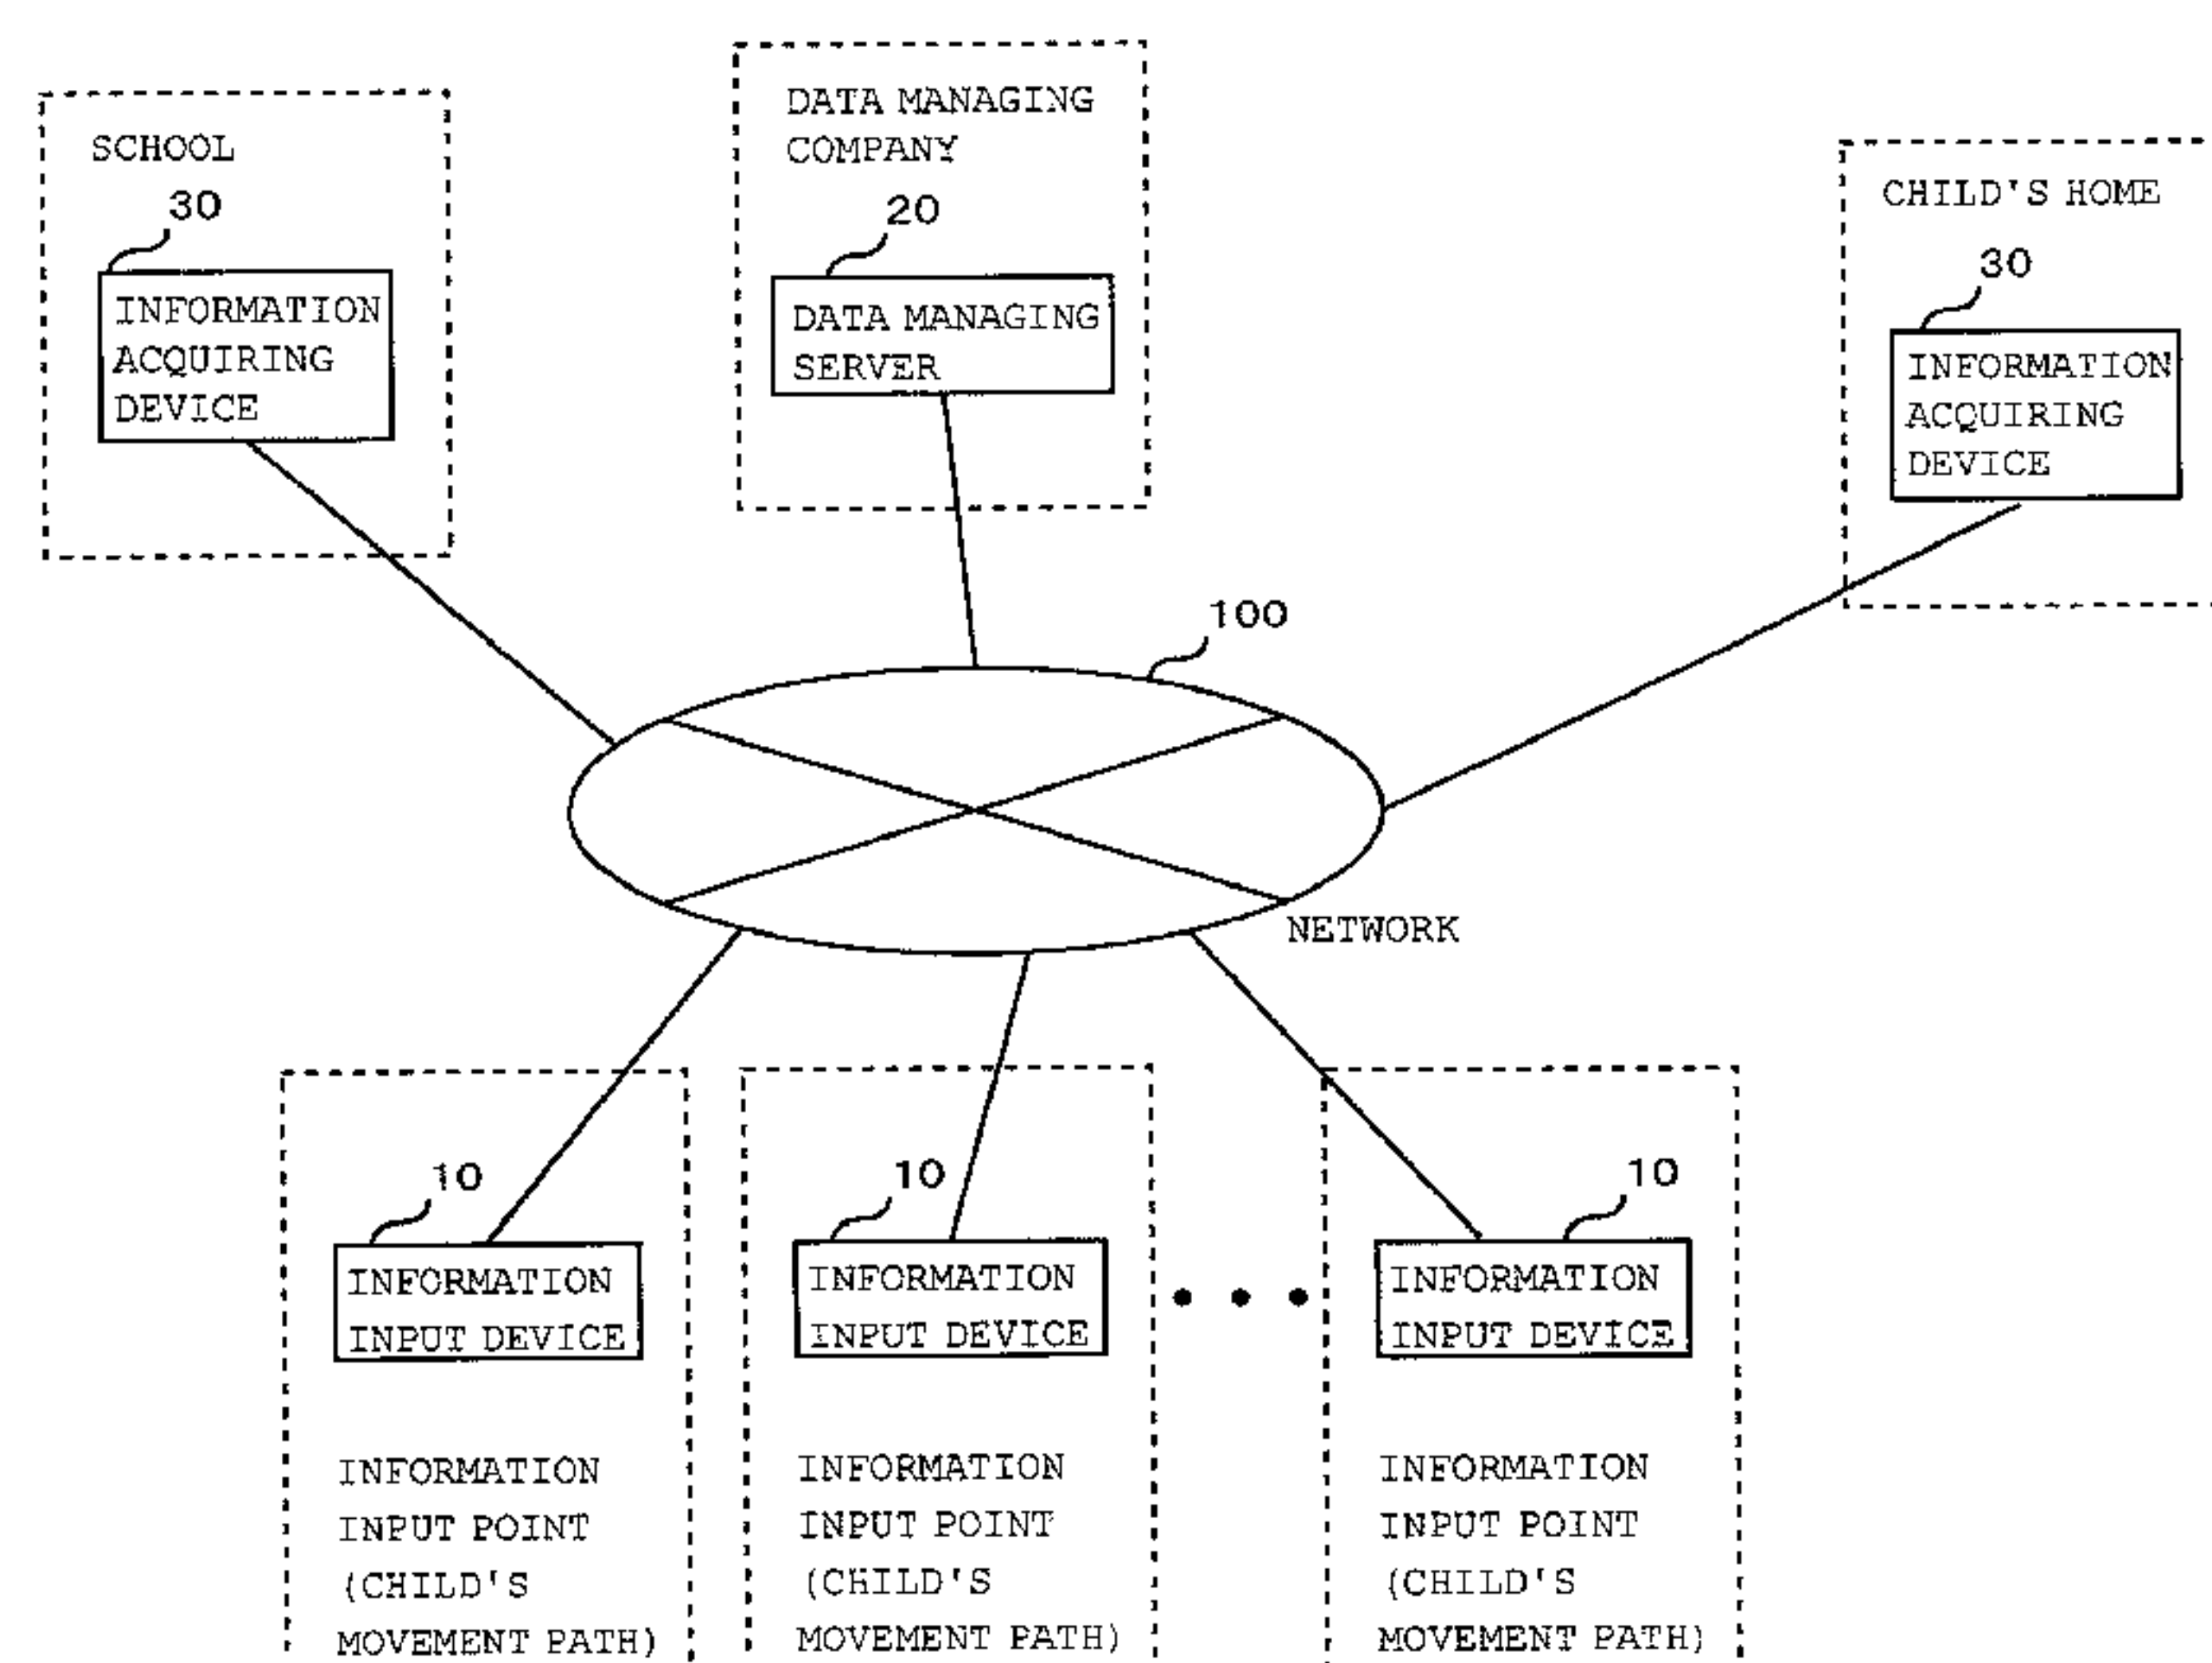 SCHOOL
30
INFORMATION
ACQUIRING
DEVICE
DATA MANAGING
COMPANY
20
DATA MANAGING
SERVER
CHILD'S HOME
30
INFORMATION
ACQUIRING
DEVICE
100
NETWORK
10
INFORMATION
INPUT DEVICE
INFORMATION
INPUT POINT
(CHILD'S
MOVEMENT PATH)
10
INFORMATION
INPUT DEVICE
INFORMATION
INPUT POINT
(CHILD'S
MOVEMENT PATH)
10
INFORMATION
INPUT DEVICE
INFORMATION
INPUT POINT
(CHILD'S
MOVEMENT PATH)